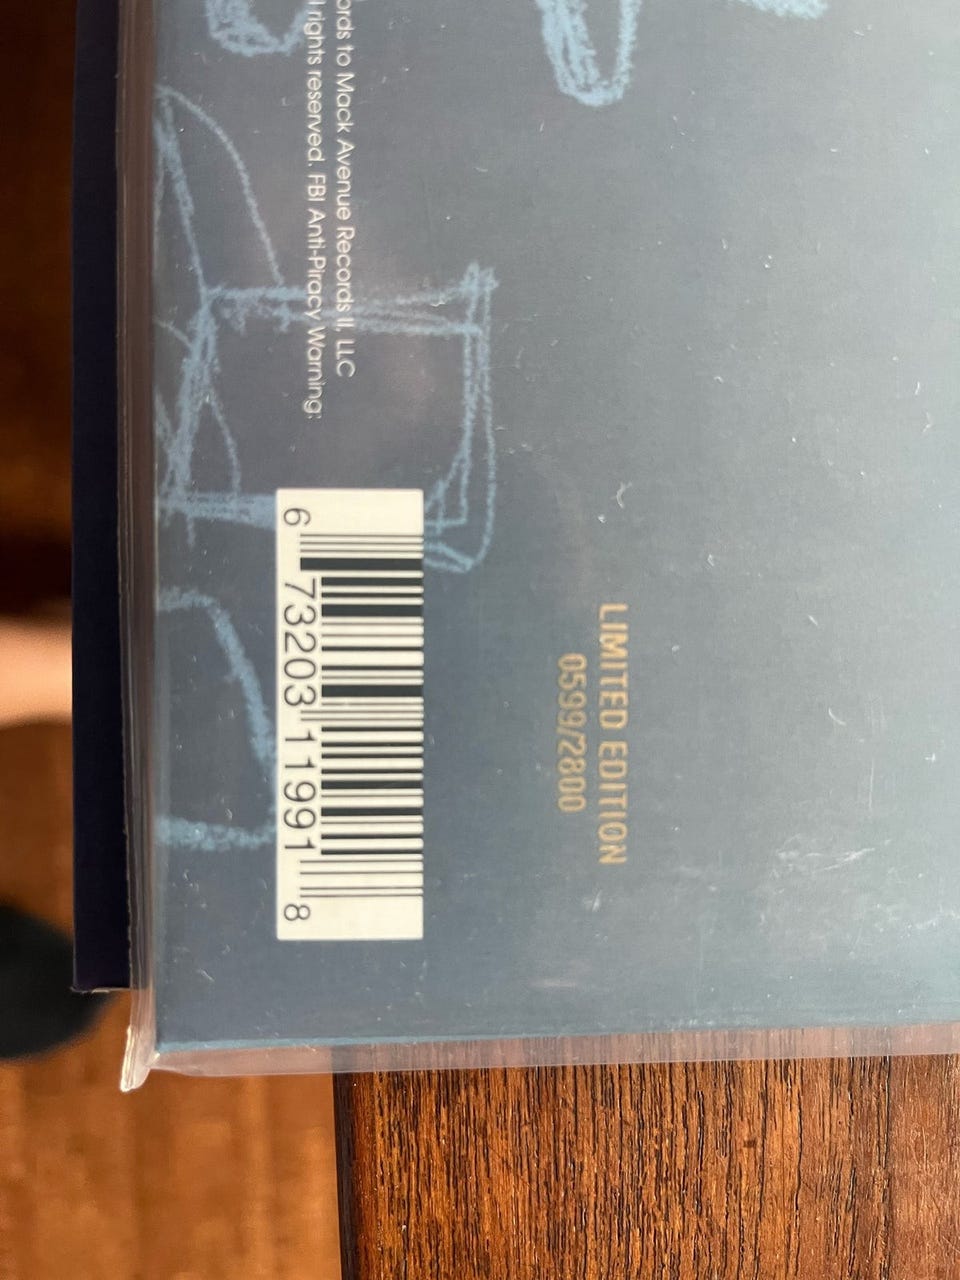 ords to Mack Avenue Records II, LLC
l rights reserved. FBI Anti-Piracy Warning:
LIMITED EDITION
0599/2800
6 73203 11991 8